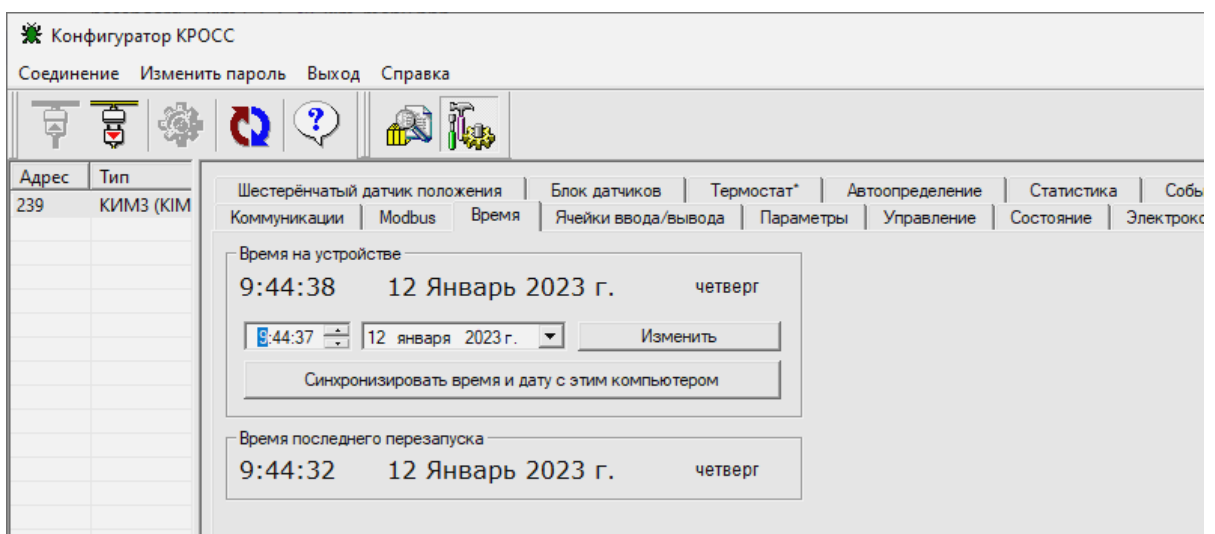 Конфигуратор КРОСС
Соединение Изменить пароль Выход Справка
Адрес Тип
239 КИМ3 (KIM
Шестерёнчатый датчик положения Блок датчиков Термостат* Автоопределение Статистика Собы
Коммуникации Modbus Время Ячейки ввода/вывода Параметры Управление Состояние Электроко
Время на устройстве
9:44:38 12 Январь 2023 г. четверг
9:44:37 12 января 2023 г. Изменить
Синхронизировать время и дату с этим компьютером
Время последнего перезапуска
9:44:32 12 Январь 2023 г. четверг